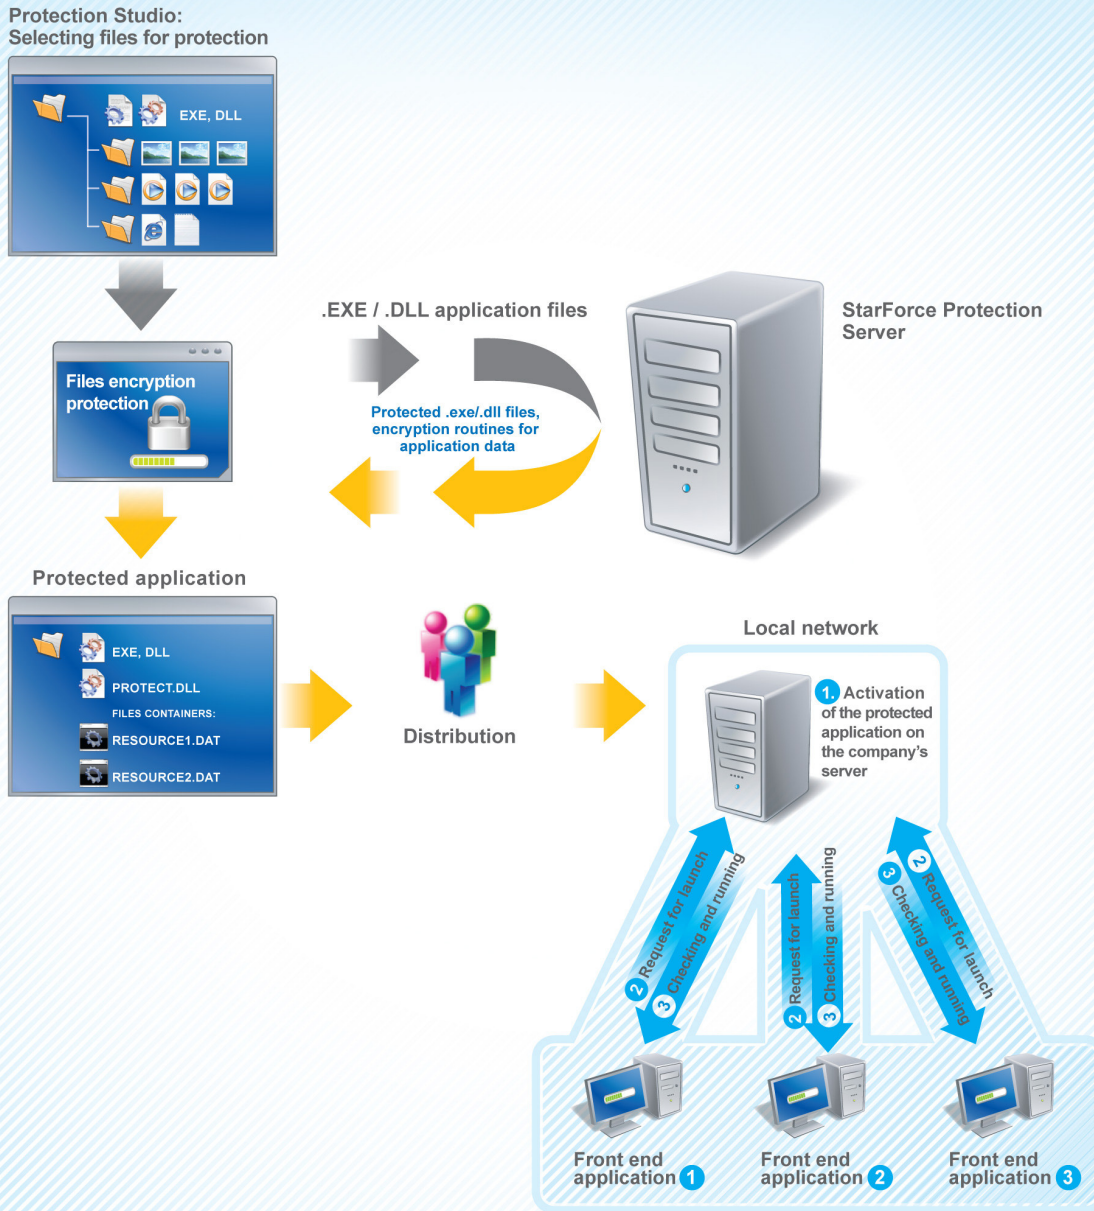 Protection Studio:
Selecting files for protection
EXE, DLL
.EXE / .DLL application files
StarForce Protection
Server
Files encryption
protection
Protected .exe/.dll files,
encryption routines for
application data
Protected application
EXE, DLL
PROTECT.DLL
FILES CONTAINERS:
RESOURCE1.DAT
RESOURCE2.DAT
Distribution
Local network
1. Activation
of the protected
application on
the company's
server
2 Request for launch
3 Checking and running
2 Request for launch
3 Checking and running
2 Request for launch
3 Checking and running
Front end
application 1
Front end
application 2
Front end
application 3